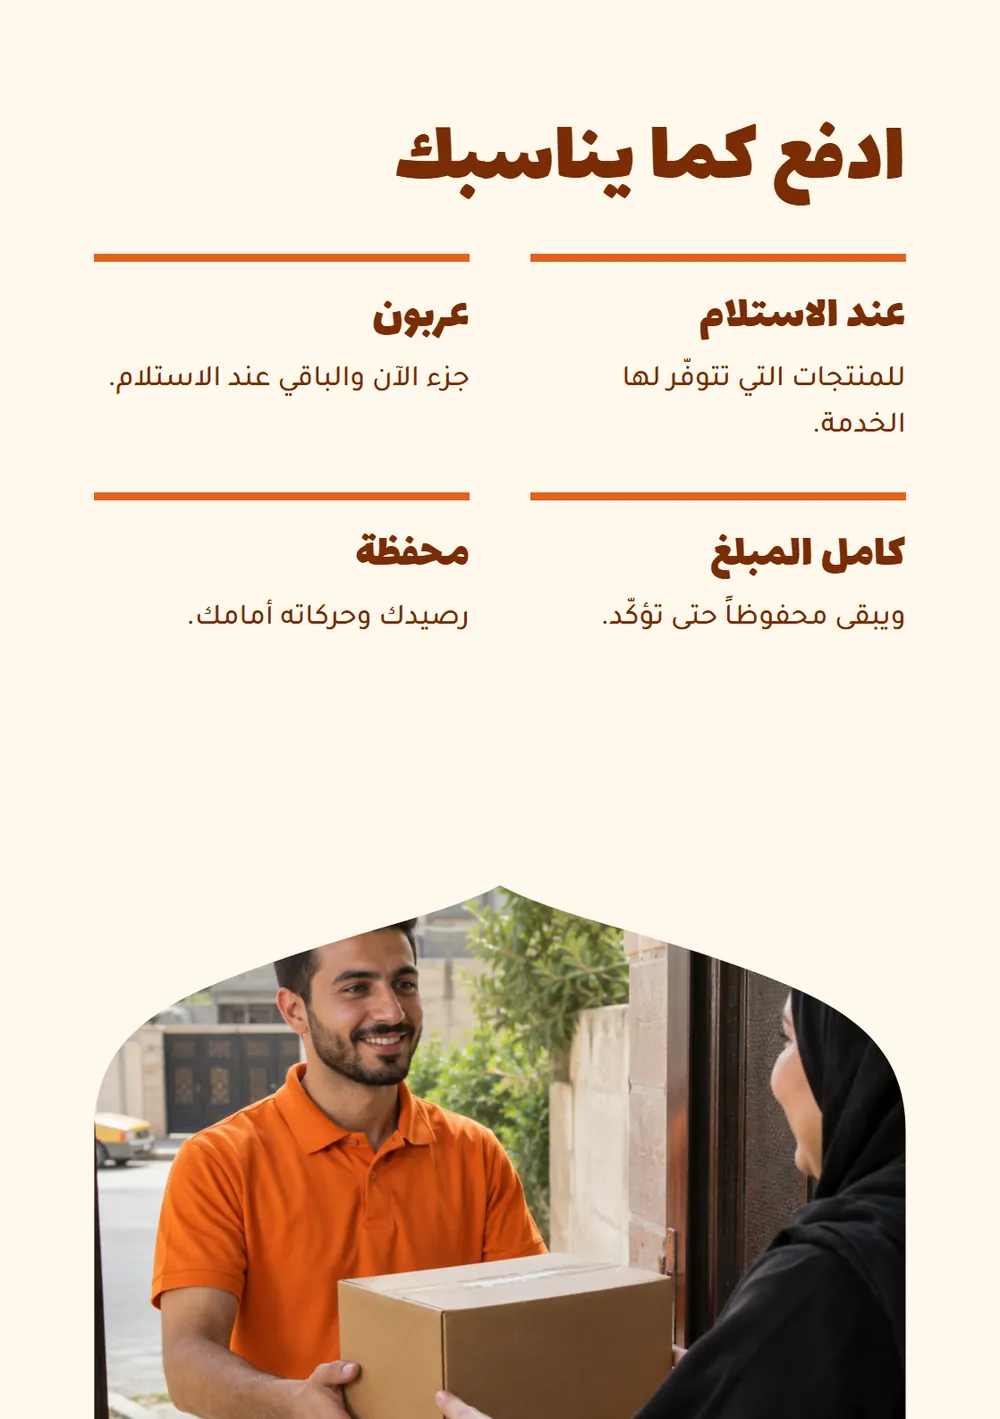 ادفع كما يناسبك
عند الاستلام
للمنتجات التي تتوفّر لها
الخدمة.
عربون
جزء الآن والباقي عند الاستلام.
كامل المبلغ
ويبقى محفوظاً حتى تؤكّد.
محفظة
رصيدك وحركاته أمامك.